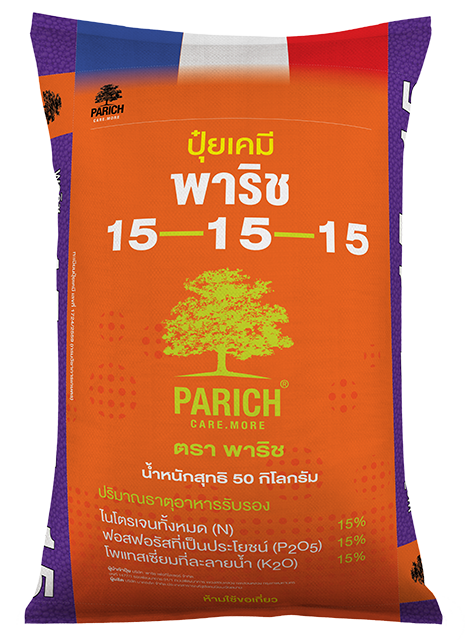 PARICH
CARE.MORE
ปุ๋ยเคมี
พาริช
15—15—15
PARICH®
CARE.MORE
ตรา พาริช
น้ำหนักสุทธิ 50 กิโลกรัม
ปริมาณธาตุอาหารรับรอง
ไนโตรเจนทั้งหมด (N) 15%
ฟอสฟอรัสที่เป็นประโยชน์ (P2O5) 15%
โพแทสเซียมที่ละลายน้ำ (K2O) 15%
ห้ามใช้ขอเกี่ยว